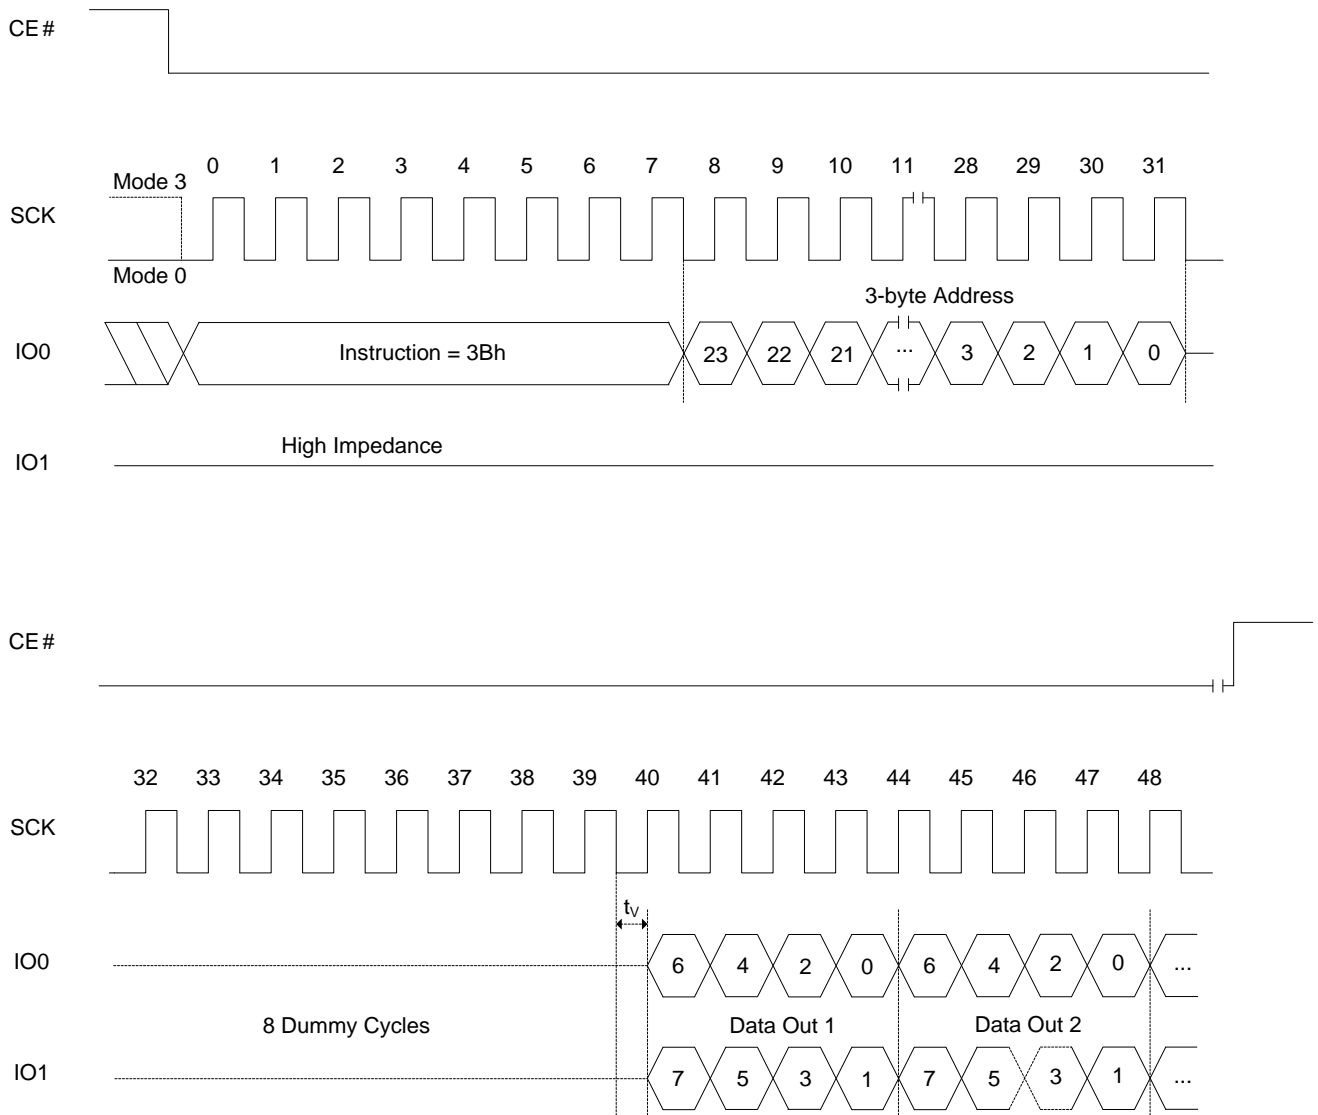 CE#
0 1 2 3 4 5 6 7 8 9 10 11 28 29 30 31
Mode 3
SCK
Mode 0
3-byte Address
IO0 Instruction = 3Bh 23 22 21 ... 3 2 1 0
High Impedance
IO1
CE#
32 33 34 35 36 37 38 39 40 41 42 43 44 45 46 47 48
SCK
tV
IO0 6 4 2 0 6 4 2 0 ...
8 Dummy Cycles Data Out 1 Data Out 2
IO1 7 5 3 1 7 5 3 1 ...